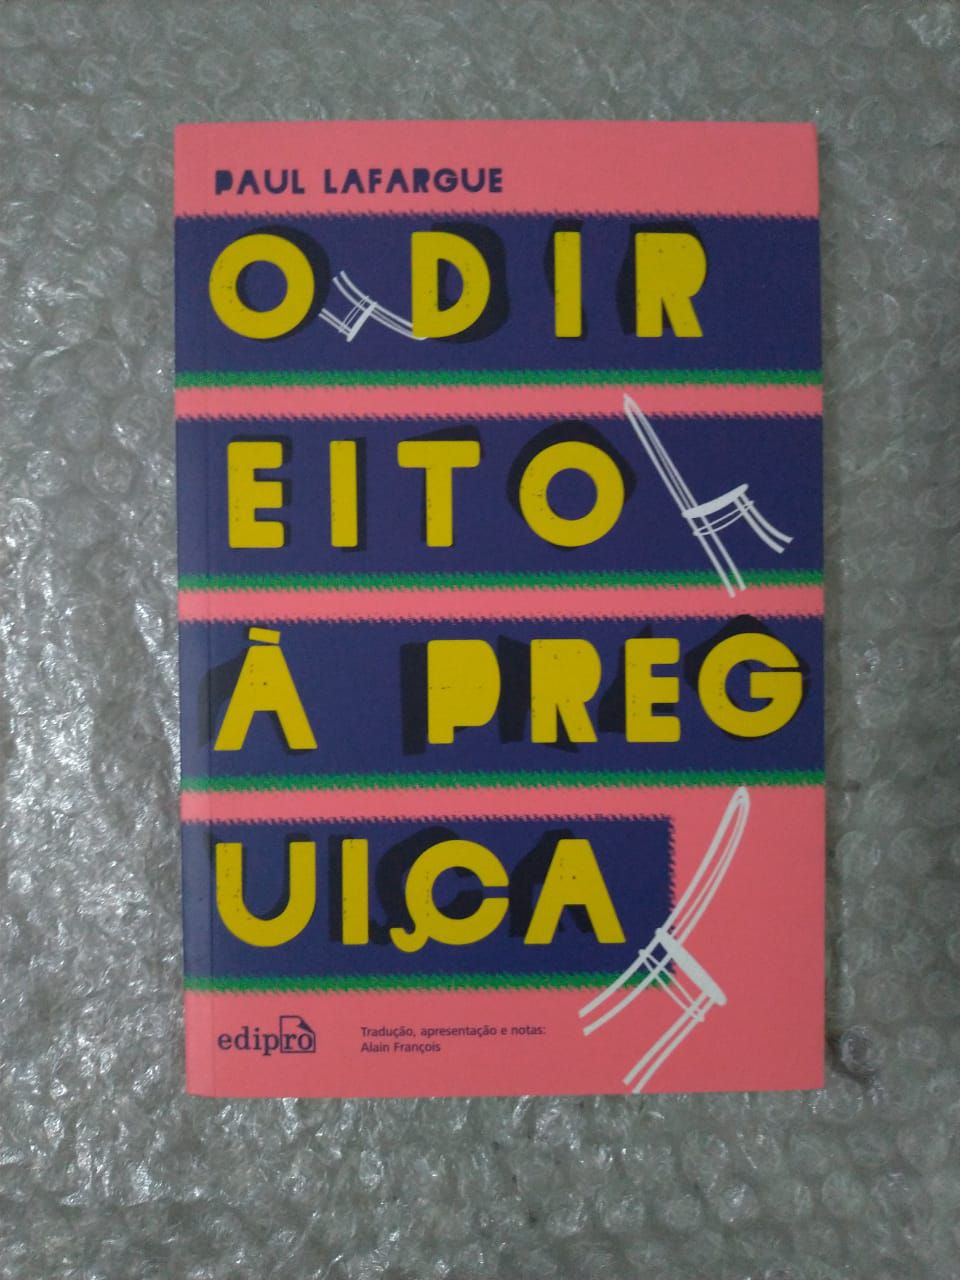 PAUL LAFARGUE
O DIR
EITO
À PREG
UIÇA
edipro
Tradução, apresentação e notas:
Alain François